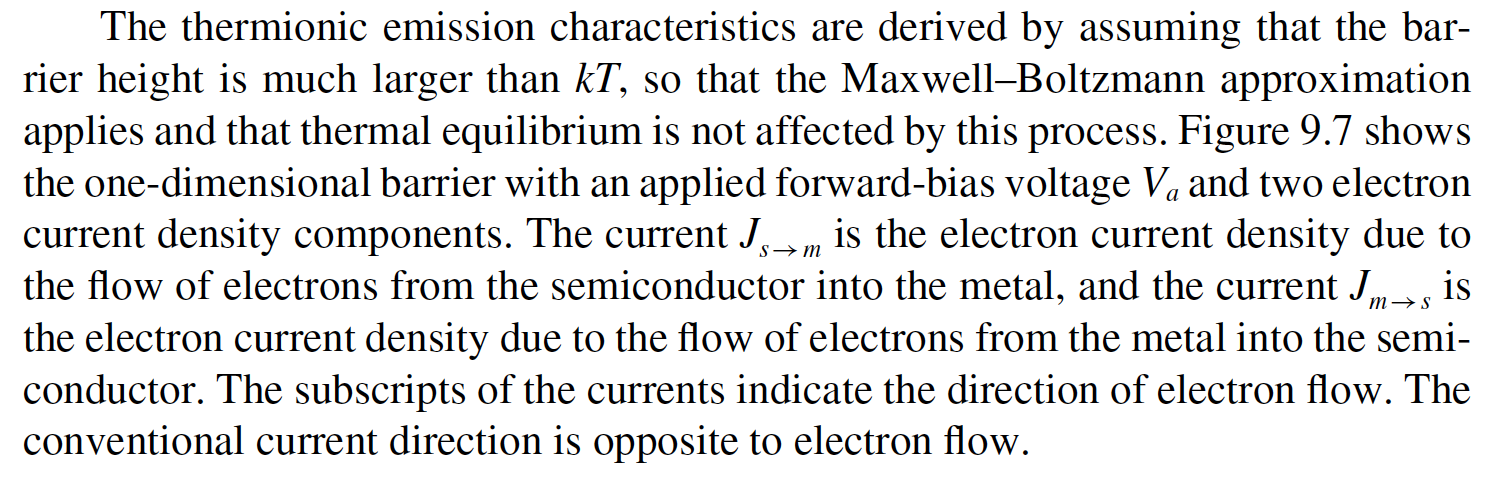 The thermionic emission characteristics are derived by assuming that the bar-
rier height is much larger than kT, so that the Maxwell–Boltzmann approximation
applies and that thermal equilibrium is not affected by this process. Figure 9.7 shows
the one-dimensional barrier with an applied forward-bias voltage Vₐ and two electron
current density components. The current J_{s→m} is the electron current density due to
the flow of electrons from the semiconductor into the metal, and the current J_{m→s} is
the electron current density due to the flow of electrons from the metal into the semi-
conductor. The subscripts of the currents indicate the direction of electron flow. The
conventional current direction is opposite to electron flow.